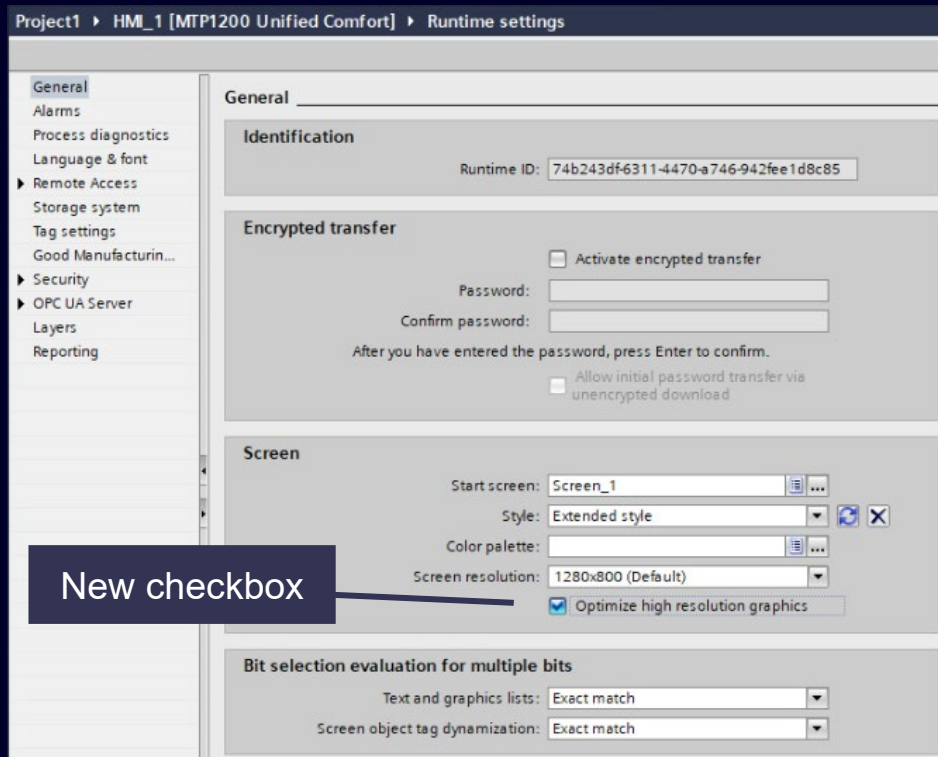 Project1 ▸ HMI_1 [MTP1200 Unified Comfort] ▸ Runtime settings
General
Alarms
Process diagnostics
Language & font
Remote Access
Storage system
Tag settings
Good Manufacturin...
Security
OPC UA Server
Layers
Reporting
General
Identification
Runtime ID: 74b243df-6311-4470-a746-942fee1d8c85
Encrypted transfer
Activate encrypted transfer
Password:
Confirm password:
After you have entered the password, press Enter to confirm.
Allow initial password transfer via
unencrypted download
Screen
Start screen: Screen_1
Style: Extended style
Color palette:
Screen resolution: 1280x800 (Default)
Optimize high resolution graphics
New checkbox
Bit selection evaluation for multiple bits
Text and graphics lists: Exact match
Screen object tag dynamization: Exact match